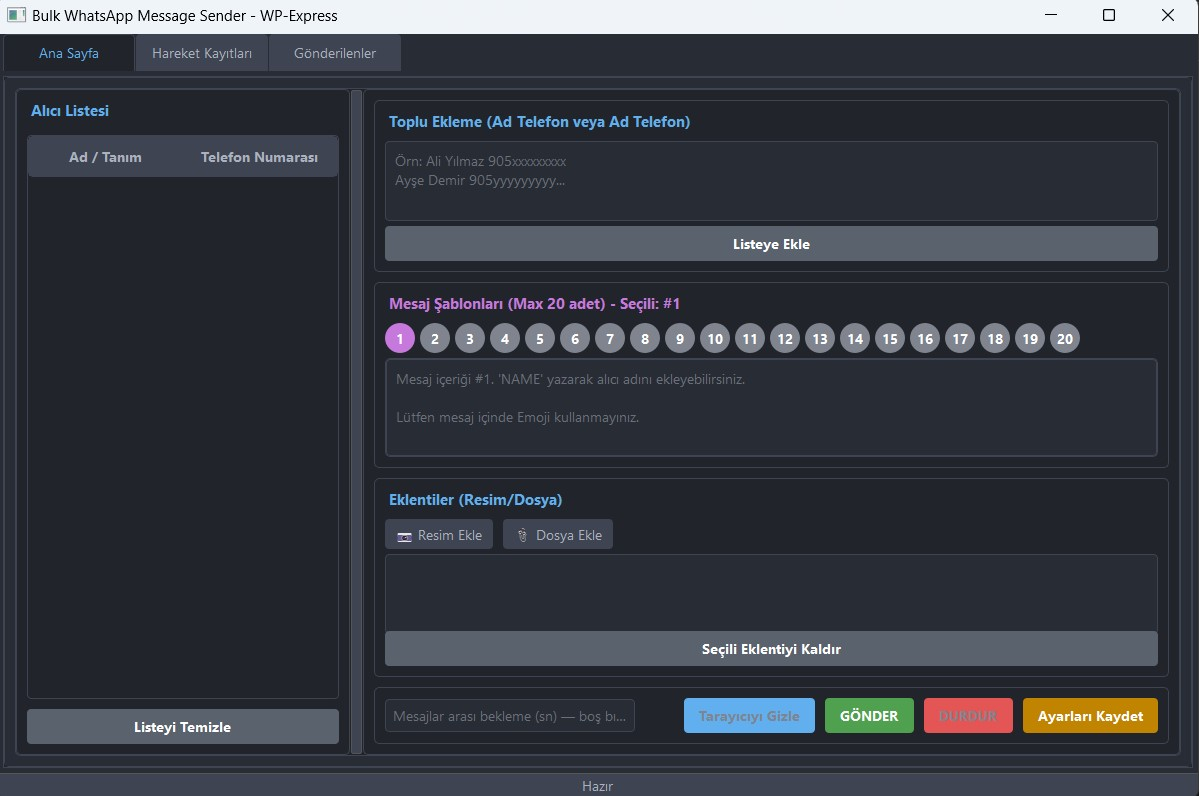 Bulk WhatsApp Message Sender - WP-Express
Ana Sayfa
Hareket Kayıtları
Gönderilenler
Alıcı Listesi
Ad / Tanım
Telefon Numarası
Listeyi Temizle
Toplu Ekleme (Ad Telefon veya Ad Telefon)
Örn: Ali Yılmaz 905xxxxxxxxx
Ayşe Demir 905yyyyyyyyy...
Listeye Ekle
Mesaj Şablonları (Max 20 adet) - Seçili: #1
1 2 3 4 5 6 7 8 9 10 11 12 13 14 15 16 17 18 19 20
Mesaj içeriği #1. 'NAME' yazarak alıcı adını ekleyebilirsiniz.
Lütfen mesaj içinde Emoji kullanmayınız.
Eklentiler (Resim/Dosya)
Resim Ekle
Dosya Ekle
Seçili Eklentiyi Kaldır
Mesajlar arası bekleme (sn) — boş bı...
Tarayıcıyı Gizle
GÖNDER
DURDUR
Ayarları Kaydet
Hazır